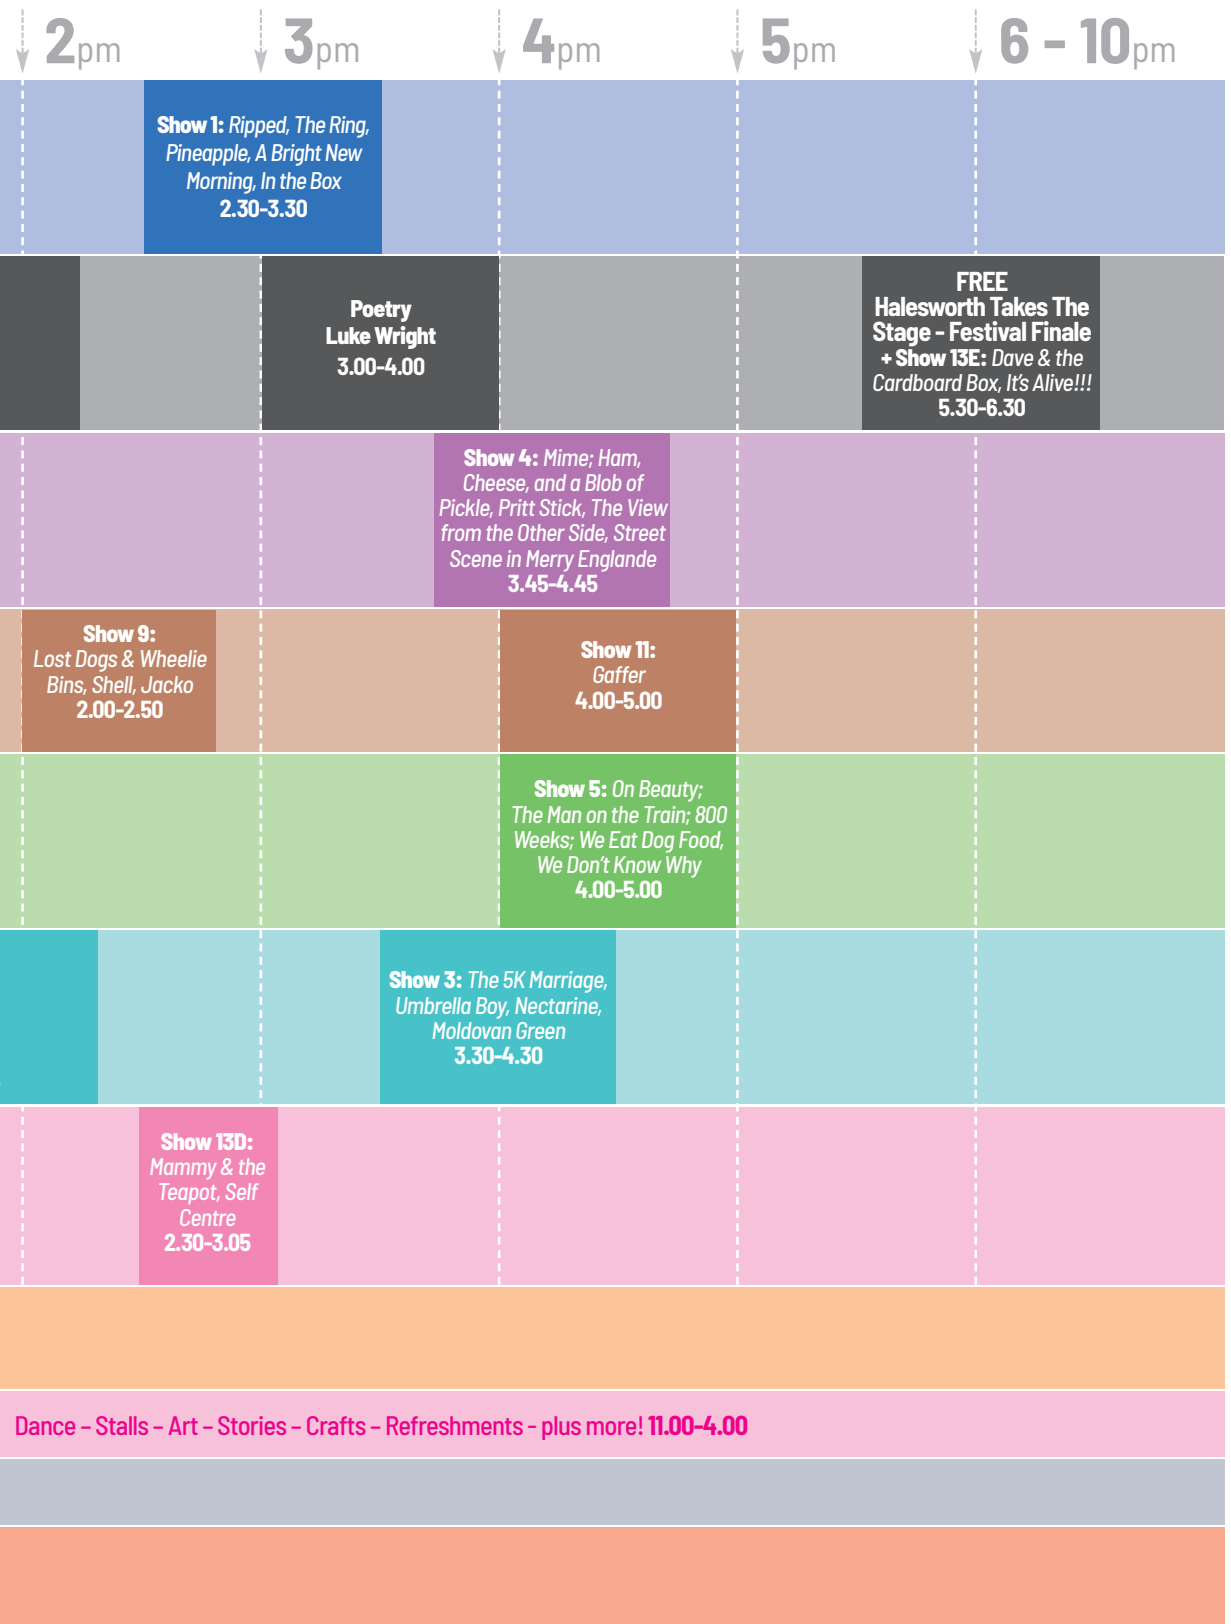 2pm 3pm 4pm 5pm 6 - 10pm
Show 1: Ripped, The Ring,
Pineapple, A Bright New
Morning, In the Box
2.30-3.30
Poetry
Luke Wright
3.00-4.00
FREE
Halesworth Takes The
Stage - Festival Finale
+ Show 13E: Dave & the
Cardboard Box, It's Alive!!!
5.30-6.30
Show 4: Mime; Ham,
Cheese, and a Blob of
Pickle, Pritt Stick, The View
from the Other Side, Street
Scene in Merry Englande
3.45-4.45
Show 9:
Lost Dogs & Wheelie
Bins, Shell, Jacko
2.00-2.50
Show 11:
Gaffer
4.00-5.00
Show 5: On Beauty;
The Man on the Train; 800
Weeks; We Eat Dog Food,
We Don't Know Why
4.00-5.00
Show 3: The 5K Marriage,
Umbrella Boy, Nectarine,
Moldovan Green
3.30-4.30
Show 13D:
Mammy & the
Teapot, Self
Centre
2.30-3.05
Dance – Stalls – Art – Stories – Crafts – Refreshments - plus more! 11.00-4.00